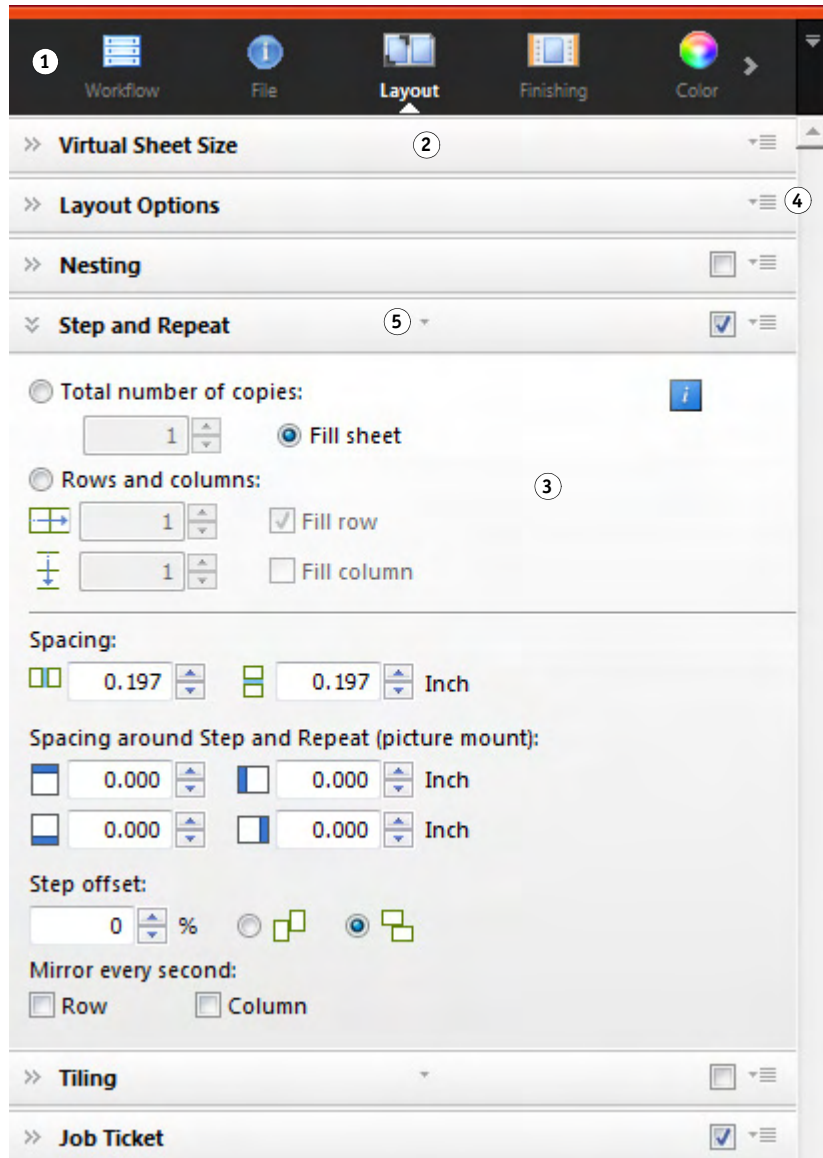 1 Workflow File Layout Finishing Color
Virtual Sheet Size 2
Layout Options 4
Nesting
Step and Repeat 5
Total number of copies: i
1 Fill sheet
Rows and columns: 3
1 Fill row
1 Fill column
Spacing:
0.197 0.197 Inch
Spacing around Step and Repeat (picture mount):
0.000 0.000 Inch
0.000 0.000 Inch
Step offset:
0 %
Mirror every second:
Row Column
Tiling
Job Ticket